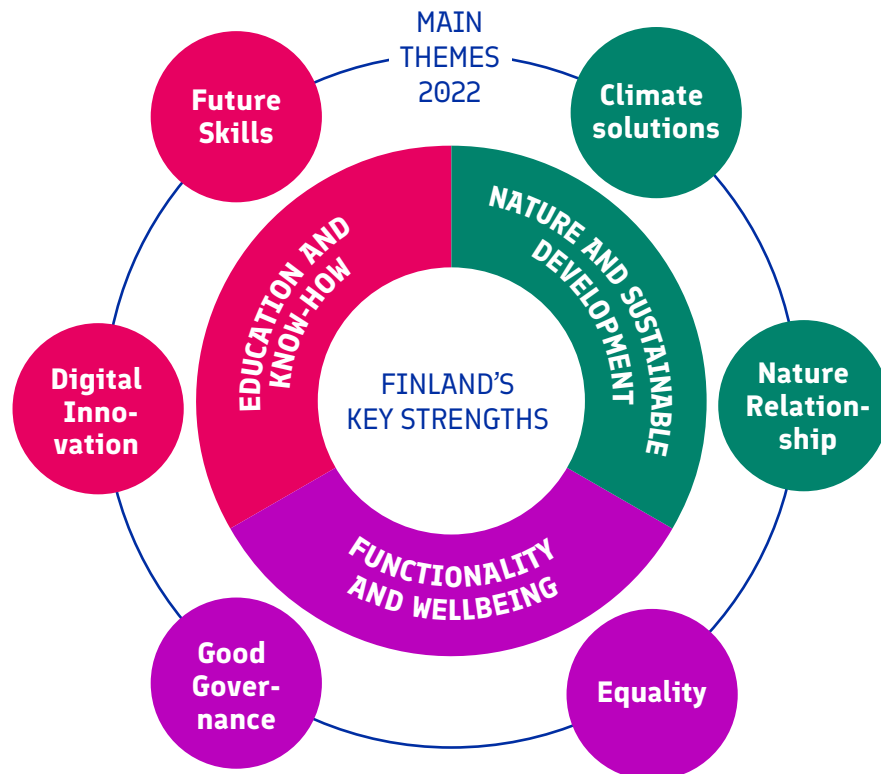 MAIN
THEMES
2022
Future
Skills
Climate
solutions
EDUCATION AND
KNOW-HOW
NATURE AND SUSTAINABLE
DEVELOPMENT
Digital
Inno-
vation
FINLAND'S
KEY STRENGTHS
Nature
Relation-
ship
FUNCTIONALITY
AND WELLBEING
Good
Gover-
nance
Equality